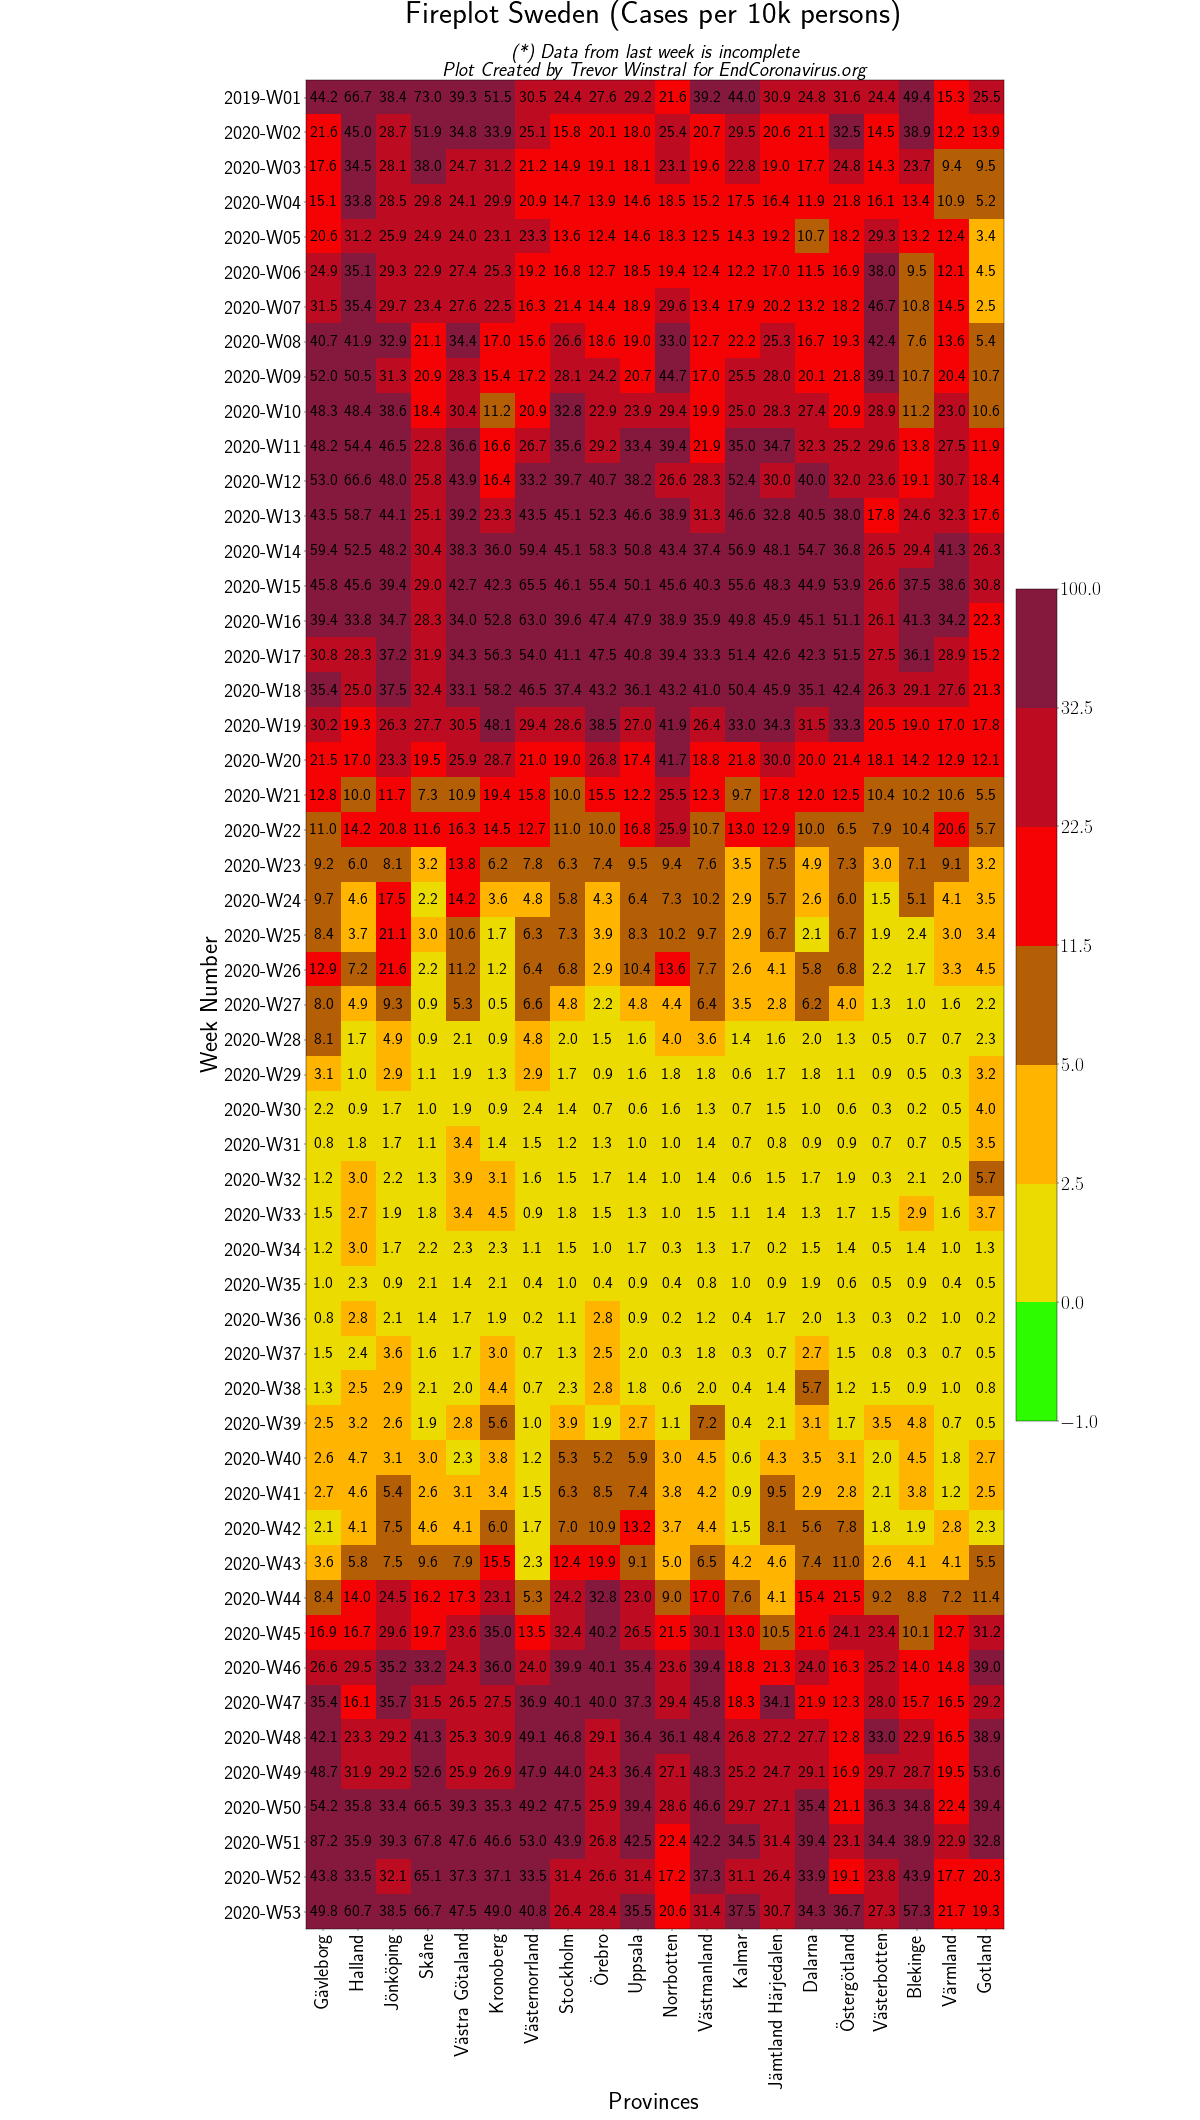 Fireplot Sweden (Cases per 10k persons)
(*) Data from last week is incomplete
Plot Created by Trevor Winstral for EndCoronavirus.org
2019-W01 44.2 66.7 38.4 73.0 39.3 51.5 30.5 24.4 27.6 29.2 21.6 39.2 44.0 30.9 24.8 31.6 24.4 49.4 15.3 25.5
2020-W02 21.6 45.0 28.7 51.9 34.8 33.9 25.1 15.8 20.1 18.0 25.4 20.7 29.5 20.6 21.1 32.5 14.5 38.9 12.2 13.9
2020-W03 17.6 34.5 28.1 38.0 24.7 31.2 21.2 14.9 19.1 18.1 23.1 19.6 22.8 19.0 17.7 24.8 14.3 23.7 9.4 9.5
2020-W04 15.1 33.8 28.5 29.8 24.1 29.9 20.9 14.7 13.9 14.6 18.5 15.2 17.5 16.4 11.9 21.8 16.1 13.4 10.9 5.2
2020-W05 20.6 31.2 25.9 24.9 24.0 23.1 23.3 13.6 12.4 14.6 18.3 12.5 14.3 19.2 10.7 18.2 29.3 13.2 12.4 3.4
2020-W06 24.9 35.1 29.3 22.9 27.4 25.3 19.2 16.8 12.7 18.5 19.4 12.4 12.2 17.0 11.5 16.9 38.0 9.5 12.1 4.5
2020-W07 31.5 35.4 29.7 23.4 27.6 22.5 16.3 21.4 14.4 18.9 29.6 13.4 17.9 20.2 13.2 18.2 46.7 10.8 14.5 2.5
2020-W08 40.7 41.9 32.9 21.1 34.4 17.0 15.6 26.6 18.6 19.0 33.0 12.7 22.2 25.3 16.7 19.3 42.4 7.6 13.6 5.4
2020-W09 52.0 50.5 31.3 20.9 28.3 15.4 17.2 28.1 24.2 20.7 44.7 17.0 25.5 28.0 20.1 21.8 39.1 10.7 20.4 10.7
2020-W10 48.3 48.4 38.6 18.4 30.4 11.2 20.9 32.8 22.9 23.9 29.4 19.9 25.0 28.3 27.4 20.9 28.9 11.2 23.0 10.6
2020-W11 48.2 54.4 46.5 22.8 36.6 16.6 26.7 35.6 29.2 33.4 39.4 21.9 35.0 34.7 32.3 25.2 29.6 13.8 27.5 11.9
2020-W12 53.0 66.6 48.0 25.8 43.9 16.4 33.2 39.7 40.7 38.2 26.6 28.3 52.4 30.0 40.0 32.0 23.6 19.1 30.7 18.4
2020-W13 43.5 58.7 44.1 25.1 39.2 23.3 43.5 45.1 52.3 46.6 38.9 31.3 46.6 32.8 40.5 38.0 17.8 24.6 32.3 17.6
2020-W14 59.4 52.5 48.2 30.4 38.3 36.0 59.4 45.1 58.3 50.8 43.4 37.4 56.9 48.1 54.7 36.8 26.5 29.4 41.3 26.3
2020-W15 45.8 45.6 39.4 29.0 42.7 42.3 65.5 46.1 55.4 50.1 45.6 40.3 55.6 48.3 44.9 53.9 26.6 37.5 38.6 30.8
2020-W16 39.4 33.8 34.7 28.3 34.0 52.8 63.0 39.6 47.4 47.9 38.9 35.9 49.8 45.9 45.1 51.1 26.1 41.3 34.2 22.3
2020-W17 30.8 28.3 37.2 31.9 34.3 56.3 54.0 41.1 47.5 40.8 39.4 33.3 51.4 42.6 42.3 51.5 27.5 36.1 28.9 15.2
2020-W18 35.4 25.0 37.5 32.4 33.1 58.2 46.5 37.4 43.2 36.1 43.2 41.0 50.4 45.9 35.1 42.4 26.3 29.1 27.6 21.3
2020-W19 30.2 19.3 26.3 27.7 30.5 48.1 29.4 28.6 38.5 27.0 41.9 26.4 33.0 34.3 31.5 33.3 20.5 19.0 17.0 17.8
2020-W20 21.5 17.0 23.3 19.5 25.9 28.7 21.0 19.0 26.8 17.4 41.7 18.8 21.8 30.0 20.0 21.4 18.1 14.2 12.9 12.1
2020-W21 12.8 10.0 11.7 7.3 10.9 19.4 15.8 10.0 15.5 12.2 25.5 12.3 9.7 17.8 12.0 12.5 10.4 10.2 10.6 5.5
2020-W22 11.0 14.2 20.8 11.6 16.3 14.5 12.7 11.0 10.0 16.8 25.9 10.7 13.0 12.9 10.0 6.5 7.9 10.4 20.6 5.7
2020-W23 9.2 6.0 8.1 3.2 13.8 6.2 7.8 6.3 7.4 9.5 9.4 7.6 3.5 7.5 4.9 7.3 3.0 7.1 9.1 3.2
2020-W24 9.7 4.6 17.5 2.2 14.2 3.6 4.8 5.8 4.3 6.4 7.3 10.2 2.9 5.7 2.6 6.0 1.5 5.1 4.1 3.5
2020-W25 8.4 3.7 21.1 3.0 10.6 1.7 6.3 7.3 3.9 8.3 10.2 9.7 2.9 6.7 2.1 6.7 1.9 2.4 3.0 3.4
2020-W26 12.9 7.2 21.6 2.2 11.2 1.2 6.4 6.8 2.9 10.4 13.6 7.7 2.6 4.1 5.8 6.8 2.2 1.7 3.3 4.5
2020-W27 8.0 4.9 9.3 0.9 5.3 0.5 6.6 4.8 2.2 4.8 4.4 6.4 3.5 2.8 6.2 4.0 1.3 1.0 1.6 2.2
2020-W28 8.1 1.7 4.9 0.9 2.1 0.9 4.8 2.0 1.5 1.6 4.0 3.6 1.4 1.6 2.0 1.3 0.5 0.7 0.7 2.3
2020-W29 3.1 1.0 2.9 1.1 1.9 1.3 2.9 1.7 0.9 1.6 1.8 1.8 0.6 1.7 1.8 1.1 0.9 0.5 0.3 3.2
2020-W30 2.2 0.9 1.7 1.0 1.9 0.9 2.4 1.4 0.7 0.6 1.6 1.3 0.7 1.5 1.0 0.6 0.3 0.2 0.5 4.0
2020-W31 0.8 1.8 1.7 1.1 3.4 1.4 1.5 1.2 1.3 1.0 1.0 1.4 0.7 0.8 0.9 0.9 0.7 0.7 0.5 3.5
2020-W32 1.2 3.0 2.2 1.3 3.9 3.1 1.6 1.5 1.7 1.4 1.0 1.4 0.6 1.5 1.7 1.9 0.3 2.1 2.0 5.7
2020-W33 1.5 2.7 1.9 1.8 3.4 4.5 0.9 1.8 1.5 1.3 1.0 1.5 1.1 1.4 1.3 1.7 1.5 2.9 1.6 3.7
2020-W34 1.2 3.0 1.7 2.2 2.3 2.3 1.1 1.5 1.0 1.7 0.3 1.3 1.7 0.2 1.5 1.4 0.5 1.4 1.0 1.3
2020-W35 1.0 2.3 0.9 2.1 1.4 2.1 0.4 1.0 0.4 0.9 0.4 0.8 1.0 0.9 1.9 0.6 0.5 0.9 0.4 0.5
2020-W36 0.8 2.8 2.1 1.4 1.7 1.9 0.2 1.1 2.8 0.9 0.2 1.2 0.4 1.7 2.0 1.3 0.3 0.2 1.0 0.2
2020-W37 1.5 2.4 3.6 1.6 1.7 3.0 0.7 1.3 2.5 2.0 0.3 1.8 0.3 0.7 2.7 1.5 0.8 0.3 0.7 0.5
2020-W38 1.3 2.5 2.9 2.1 2.0 4.4 0.7 2.3 2.8 1.8 0.6 2.0 0.4 1.4 5.7 1.2 1.5 0.9 1.0 0.8
2020-W39 2.5 3.2 2.6 1.9 2.8 5.6 1.0 3.9 1.9 2.7 1.1 7.2 0.4 2.1 3.1 1.7 3.5 4.8 0.7 0.5
2020-W40 2.6 4.7 3.1 3.0 2.3 3.8 1.2 5.3 5.2 5.9 3.0 4.5 0.6 4.3 3.5 3.1 2.0 4.5 1.8 2.7
2020-W41 2.7 4.6 5.4 2.6 3.1 3.4 1.5 6.3 8.5 7.4 3.8 4.2 0.9 9.5 2.9 2.8 2.1 3.8 1.2 2.5
2020-W42 2.1 4.1 7.5 4.6 4.1 6.0 1.7 7.0 10.9 13.2 3.7 4.4 1.5 8.1 5.6 7.8 1.8 1.9 2.8 2.3
2020-W43 3.6 5.8 7.5 9.6 7.9 15.5 2.3 12.4 19.9 9.1 5.0 6.5 4.2 4.6 7.4 11.0 2.6 4.1 4.1 5.5
2020-W44 8.4 14.0 24.5 16.2 17.3 23.1 5.3 24.2 32.8 23.0 9.0 17.0 7.6 4.1 15.4 21.5 9.2 8.8 7.2 11.4
2020-W45 16.9 16.7 29.6 19.7 23.6 35.0 13.5 32.4 40.2 26.5 21.5 30.1 13.0 10.5 21.6 24.1 23.4 10.1 12.7 31.2
2020-W46 26.6 29.5 35.2 33.2 24.3 36.0 24.0 39.9 40.1 35.4 23.6 39.4 18.8 21.3 24.0 16.3 25.2 14.0 14.8 39.0
2020-W47 35.4 16.1 35.7 31.5 26.5 27.5 36.9 40.1 40.0 37.3 29.4 45.8 18.3 34.1 21.9 12.3 28.0 15.7 16.5 29.2
2020-W48 42.1 23.3 29.2 41.3 25.3 30.9 49.1 46.8 29.1 36.4 36.1 48.4 26.8 27.2 27.7 12.8 33.0 22.9 16.5 38.9
2020-W49 48.7 31.9 29.2 52.6 25.9 26.9 47.9 44.0 24.3 36.4 27.1 48.3 25.2 24.7 29.1 16.9 29.7 28.7 19.5 53.6
2020-W50 54.2 35.8 33.4 66.5 39.3 35.3 49.2 47.5 25.9 39.4 28.6 46.6 29.7 27.1 35.4 21.1 36.3 34.8 22.4 39.4
2020-W51 87.2 35.9 39.3 67.8 47.6 46.6 53.0 43.9 26.8 42.5 22.4 42.2 34.5 31.4 39.4 23.1 34.4 38.9 22.9 32.8
2020-W52 43.8 33.5 32.1 65.1 37.3 37.1 33.5 31.4 26.6 31.4 17.2 37.3 31.1 26.4 33.9 19.1 23.8 43.9 17.7 20.3
2020-W53 49.8 60.7 38.5 66.7 47.5 49.0 40.8 26.4 28.4 35.5 20.6 31.4 37.5 30.7 34.3 36.7 27.3 57.3 21.7 19.3
Week Number
Gävleborg
Halland
Jönköping
Skåne
Västra Götaland
Kronoberg
Västernorrland
Stockholm
Örebro
Uppsala
Norrbotten
Västmanland
Kalmar
Jämtland Härjedalen
Dalarna
Östergötland
Västerbotten
Blekinge
Värmland
Gotland
Provinces
100.0
32.5
22.5
11.5
5.0
2.5
0.0
−1.0